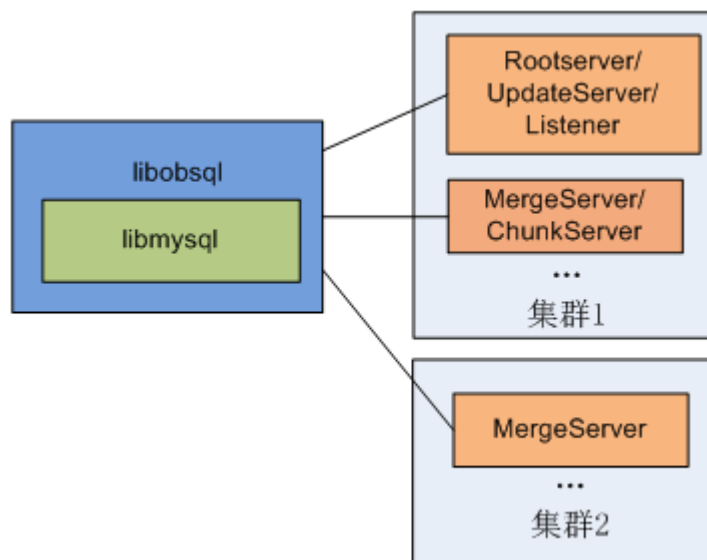 libobsql
libmysql
Rootserver/
UpdateServer/
Listener
MergeServer/
ChunkServer
...
集群1
MergeServer
...
集群2